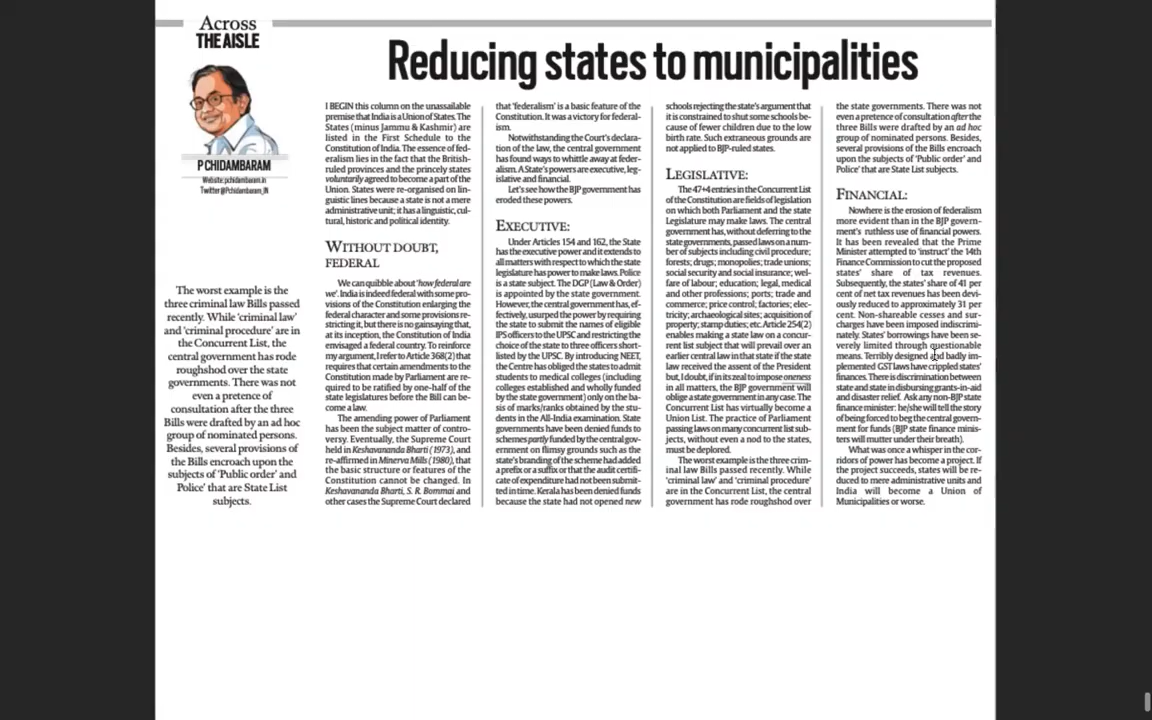 Across
THE AISLE
P CHIDAMBARAM
Website: pchidambaram.in
Twitter @Pchidambaram_IN
The worst example is the
three criminal law Bills passed
recently. While ‘criminal law’
and ‘criminal procedure’ are in
the Concurrent List, the
central government has rode
roughshod over the state
governments. There was not
even a pretence of
consultation after the three
Bills were drafted by an ad hoc
group of nominated persons.
Besides, several provisions of
the Bills encroach upon the
subjects of ‘Public order’ and
Police’ that are State List
subjects.
Reducing states to municipalities
I BEGIN this column on the unassailable
premise that India is a Union of States. The
States (minus Jammu & Kashmir) are
listed in the First Schedule to the
Constitution of India. The essence of fed-
eralism lies in the fact that the British-
ruled provinces and the princely states
voluntarily agreed to become a part of the
Union. States were re-organised on lin-
guistic lines because a state is not a mere
administrative unit; it has a linguistic, cul-
tural, historic and political identity.
WITHOUT DOUBT,
FEDERAL
We can quibble about ‘how federal are
we’. India is indeed federal with some pro-
visions of the Constitution enlarging the
federal character and some provisions re-
stricting it, but there is no gainsaying that,
at its inception, the Constitution of India
envisaged a federal country. To reinforce
my argument, I refer to Article 368(2) that
requires that certain amendments to the
Constitution made by Parliament are re-
quired to be ratified by one-half of the
state legislatures before the Bill can be-
come a law.
The amending power of Parliament
has been the subject matter of contro-
versy. Eventually, the Supreme Court
held in Keshavananda Bharti (1973), and
re-affirmed in Minerva Mills (1980), that
the basic structure or features of the
Constitution cannot be changed. In
Keshavananda Bharti, S. R. Bommai and
other cases the Supreme Court declared
that ‘federalism’ is a basic feature of the
Constitution. It was a victory for federal-
ism.
Notwithstanding the Court’s declara-
tion of the law, the central government
has found ways to whittle away at feder-
alism. A State’s powers are executive, leg-
islative and financial.
Let’s see how the BJP government has
eroded these powers.
EXECUTIVE:
Under Articles 154 and 162, the State
has the executive power and it extends to
all matters with respect to which the state
legislature has power to make laws. Police
is a state subject. The DGP (Law & Order)
is appointed by the state government.
However, the central government has, ef-
fectively, usurped the power by requiring
the state to submit the names of eligible
IPS officers to the UPSC and restricting the
choice of the state to three officers short-
listed by the UPSC. By introducing NEET,
the Centre has obliged the states to admit
students to medical colleges (including
colleges established and wholly funded
by the state government) only on the ba-
sis of marks/ranks obtained by the stu-
dents in the All-India examination. State
governments have been denied funds to
schemes partly funded by the central gov-
ernment on flimsy grounds such as the
state’s branding of the scheme had added
a prefix or a suffix or that the audit certifi-
cate of expenditure had not been submit-
ted in time. Kerala has been denied funds
because the state had not opened new
schools rejecting the state’s argument that
it is constrained to shut some schools be-
cause of fewer children due to the low
birth rate. Such extraneous grounds are
not applied to BJP-ruled states.
LEGISLATIVE:
The 47+4 entries in the Concurrent List
of the Constitution are fields of legislation
on which both Parliament and the state
Legislature may make laws. The central
government has, without deferring to the
state governments, passed laws on a num-
ber of subjects including civil procedure;
forests; drugs; monopolies; trade unions;
social security and social insurance; wel-
fare of labour; education; legal, medical
and other professions; ports; trade and
commerce; price control; factories; elec-
tricity; archaeological sites; acquisition of
property; stamp duties; etc. Article 254(2)
enables making a state law on a concur-
rent list subject that will prevail over an
earlier central law in that state if the state
law received the assent of the President
but, I doubt, if in its zeal to impose oneness
in all matters, the BJP government will
oblige a state government in any case. The
Concurrent List has virtually become a
Union List. The practice of Parliament
passing laws on many concurrent list sub-
jects, without even a nod to the states,
must be deplored.
The worst example is the three crim-
inal law Bills passed recently. While
‘criminal law’ and ‘criminal procedure’
are in the Concurrent List, the central
government has rode roughshod over
the state governments. There was not
even a pretence of consultation after the
three Bills were drafted by an ad hoc
group of nominated persons. Besides,
several provisions of the Bills encroach
upon the subjects of ‘Public order’ and
Police’ that are State List subjects.
FINANCIAL:
Nowhere is the erosion of federalism
more evident than in the BJP govern-
ment’s ruthless use of financial powers.
It has been revealed that the Prime
Minister attempted to ‘instruct’ the 14th
Finance Commission to cut the proposed
states’ share of tax revenues.
Subsequently, the states’ share of 41 per
cent of net tax revenues has been devi-
ously reduced to approximately 31 per
cent. Non-shareable cesses and sur-
charges have been imposed indiscrimi-
nately. States’ borrowings have been se-
verely limited through questionable
means. Terribly designed and badly im-
plemented GST laws have crippled states’
finances. There is discrimination between
state and state in disbursing grants-in-aid
and disaster relief. Ask any non-BJP state
finance minister: he/she will tell the story
of being forced to beg the central govern-
ment for funds (BJP state finance minis-
ters will mutter under their breath).
What was once a whisper in the cor-
ridors of power has become a project. If
the project succeeds, states will be re-
duced to mere administrative units and
India will become a Union of
Municipalities or worse.